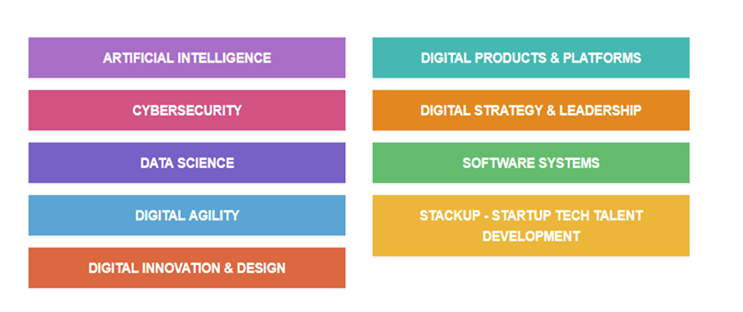 ARTIFICIAL INTELLIGENCE
CYBERSECURITY
DATA SCIENCE
DIGITAL AGILITY
DIGITAL INNOVATION & DESIGN
DIGITAL PRODUCTS & PLATFORMS
DIGITAL STRATEGY & LEADERSHIP
SOFTWARE SYSTEMS
STACKUP - STARTUP TECH TALENT
DEVELOPMENT